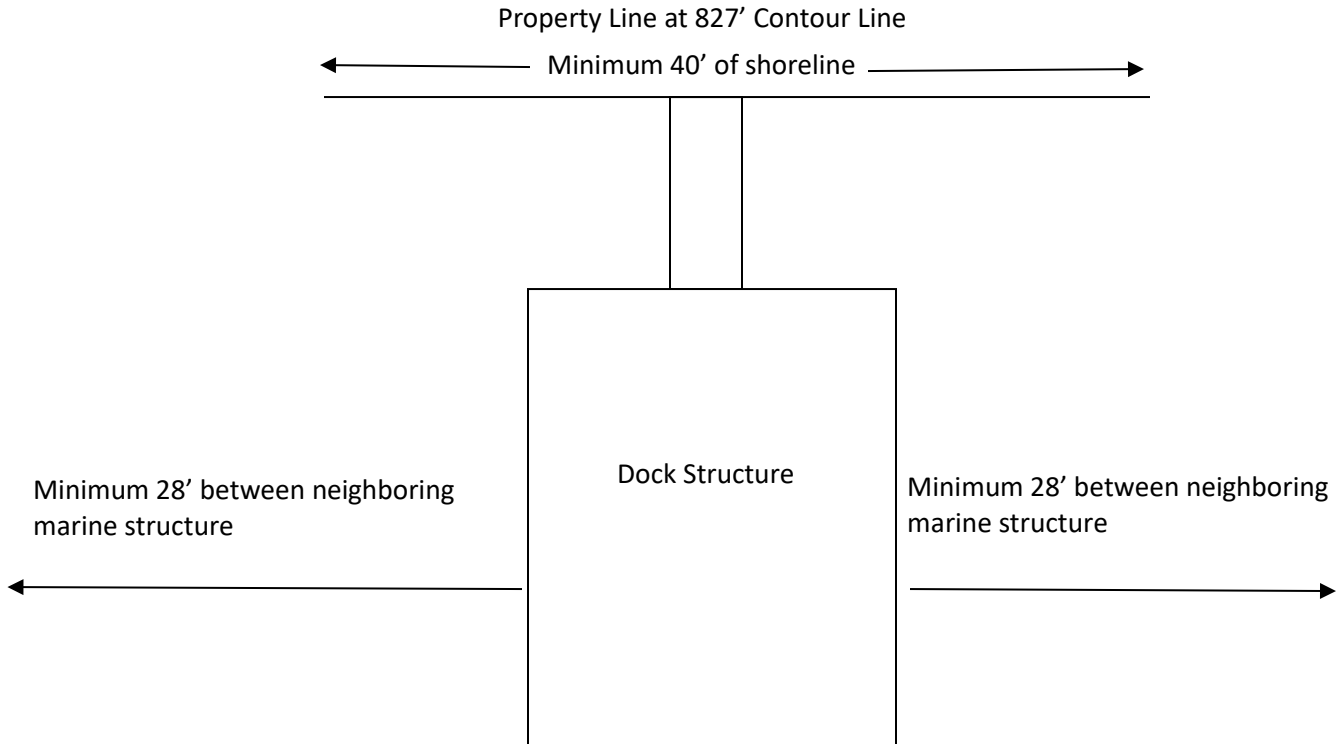 Property Line at 827’ Contour Line
Minimum 40’ of shoreline
Dock Structure
Minimum 28’ between neighboring
marine structure
Minimum 28’ between neighboring
marine structure